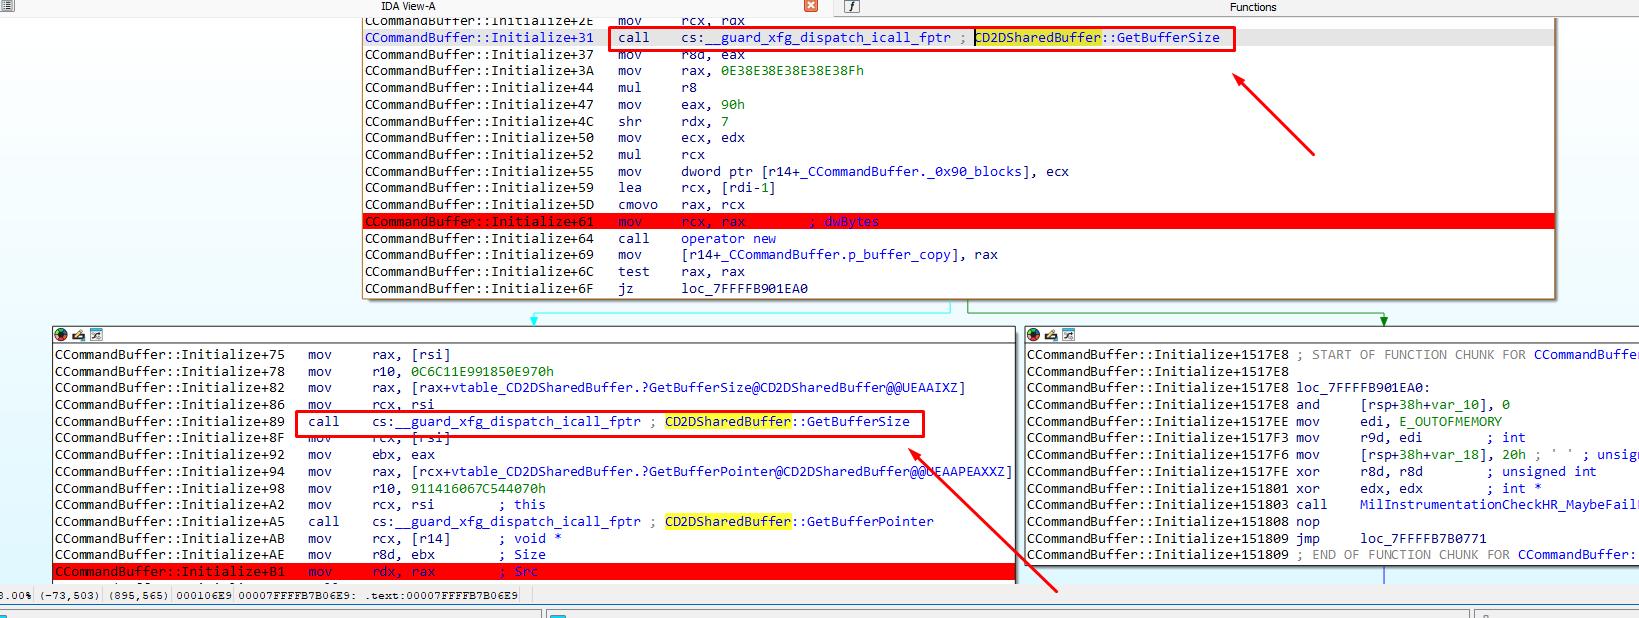 IDA View-A
Functions
CCommandBuffer::Initialize+2E mov rcx, rdx
CCommandBuffer::Initialize+31 call cs:__guard_xfg_dispatch_icall_fptr ; CD2DSharedBuffer::GetBufferSize
CCommandBuffer::Initialize+37 mov r8d, eax
CCommandBuffer::Initialize+3A mov rax, 0E38E38E38E38E38Fh
CCommandBuffer::Initialize+44 mul r8
CCommandBuffer::Initialize+47 mov eax, 90h
CCommandBuffer::Initialize+4C shr rdx, 7
CCommandBuffer::Initialize+50 mov ecx, edx
CCommandBuffer::Initialize+52 mul rcx
CCommandBuffer::Initialize+55 mov dword ptr [r14+_CCommandBuffer._0x90_blocks], ecx
CCommandBuffer::Initialize+59 lea rcx, [rdi-1]
CCommandBuffer::Initialize+5D cmovo rax, rcx
CCommandBuffer::Initialize+61 mov rcx, rax ; dwBytes
CCommandBuffer::Initialize+64 call operator new
CCommandBuffer::Initialize+69 mov [r14+_CCommandBuffer.p_buffer_copy], rax
CCommandBuffer::Initialize+6C test rax, rax
CCommandBuffer::Initialize+6F jz loc_7FFFFB901EA0
CCommandBuffer::Initialize+75 mov rax, [rsi]
CCommandBuffer::Initialize+78 mov r10, 0C6C11E991850E970h
CCommandBuffer::Initialize+82 mov rax, [rax+vtable_CD2DSharedBuffer.?GetBufferSize@CD2DSharedBuffer@@UEAAIXZ]
CCommandBuffer::Initialize+86 mov rcx, rsi
CCommandBuffer::Initialize+89 call cs:__guard_xfg_dispatch_icall_fptr ; CD2DSharedBuffer::GetBufferSize
CCommandBuffer::Initialize+8F mov rcx, [rsi]
CCommandBuffer::Initialize+92 mov ebx, eax
CCommandBuffer::Initialize+94 mov rax, [rcx+vtable_CD2DSharedBuffer.?GetBufferPointer@CD2DSharedBuffer@@UEAAPEAXXZ]
CCommandBuffer::Initialize+98 mov r10, 911416067C544070h
CCommandBuffer::Initialize+A2 mov rcx, rsi ; this
CCommandBuffer::Initialize+A5 call cs:__guard_xfg_dispatch_icall_fptr ; CD2DSharedBuffer::GetBufferPointer
CCommandBuffer::Initialize+AB mov rcx, [r14] ; void *
CCommandBuffer::Initialize+AE mov r8d, ebx ; Size
CCommandBuffer::Initialize+B1 mov rdx, rax ; Src
CCommandBuffer::Initialize+1517E8 ; START OF FUNCTION CHUNK FOR CCommandBuffer
CCommandBuffer::Initialize+1517E8
CCommandBuffer::Initialize+1517E8 loc_7FFFFB901EA0:
CCommandBuffer::Initialize+1517E8 and [rsp+38h+var_10], 0
CCommandBuffer::Initialize+1517EE mov edi, E_OUTOFMEMORY
CCommandBuffer::Initialize+1517F3 mov r9d, edi ; int
CCommandBuffer::Initialize+1517F6 mov [rsp+38h+var_18], 20h ; ' ' ; unsig
CCommandBuffer::Initialize+1517FE xor r8d, r8d ; unsigned int
CCommandBuffer::Initialize+151801 xor edx, edx ; int *
CCommandBuffer::Initialize+151803 call MilInstrumentationCheckHR_MaybeFail
CCommandBuffer::Initialize+151808 nop
CCommandBuffer::Initialize+151809 jmp loc_7FFFFB7B0771
CCommandBuffer::Initialize+151809 ; END OF FUNCTION CHUNK FOR CCommandBuffer::
8.00% (-73,503) (895,565) 000106E9 00007FFFFB7B06E9: .text:00007FFFFB7B06E9